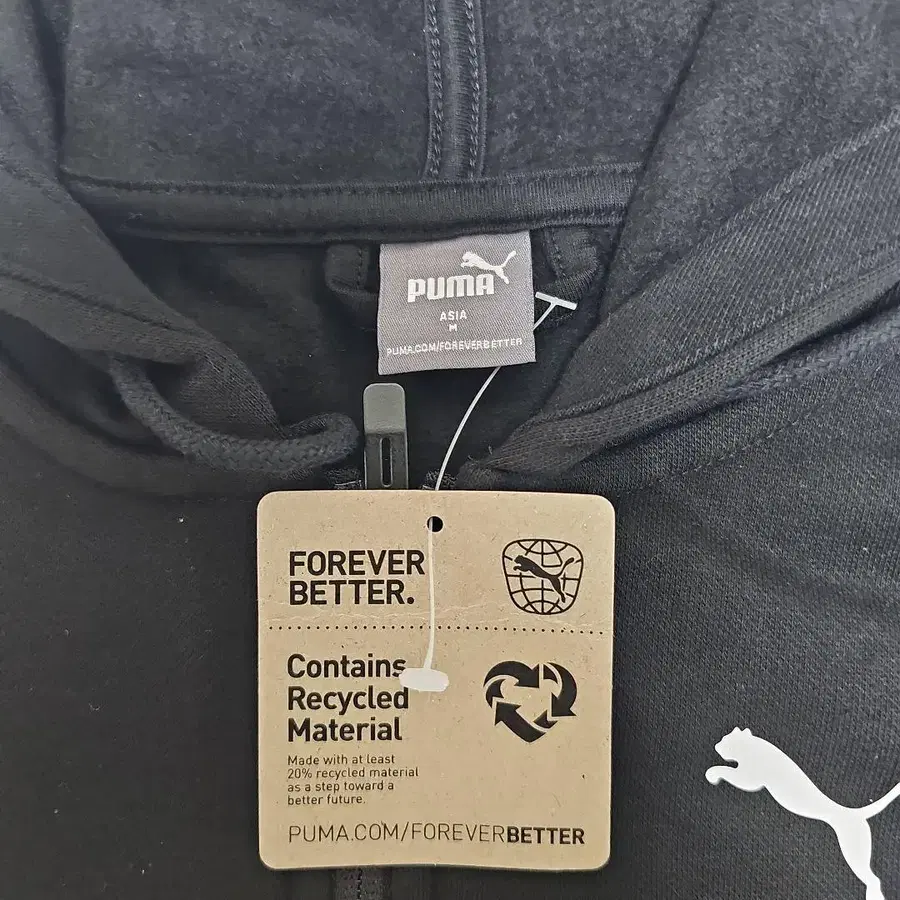 PUMA
ASIA
M
PUMA.COM/FOREVERBETTER
FOREVER
BETTER.
Contains
Recycled
Material
Made with at least
20% recycled material
as a step toward a
better future.
PUMA.COM/FOREVERBETTER